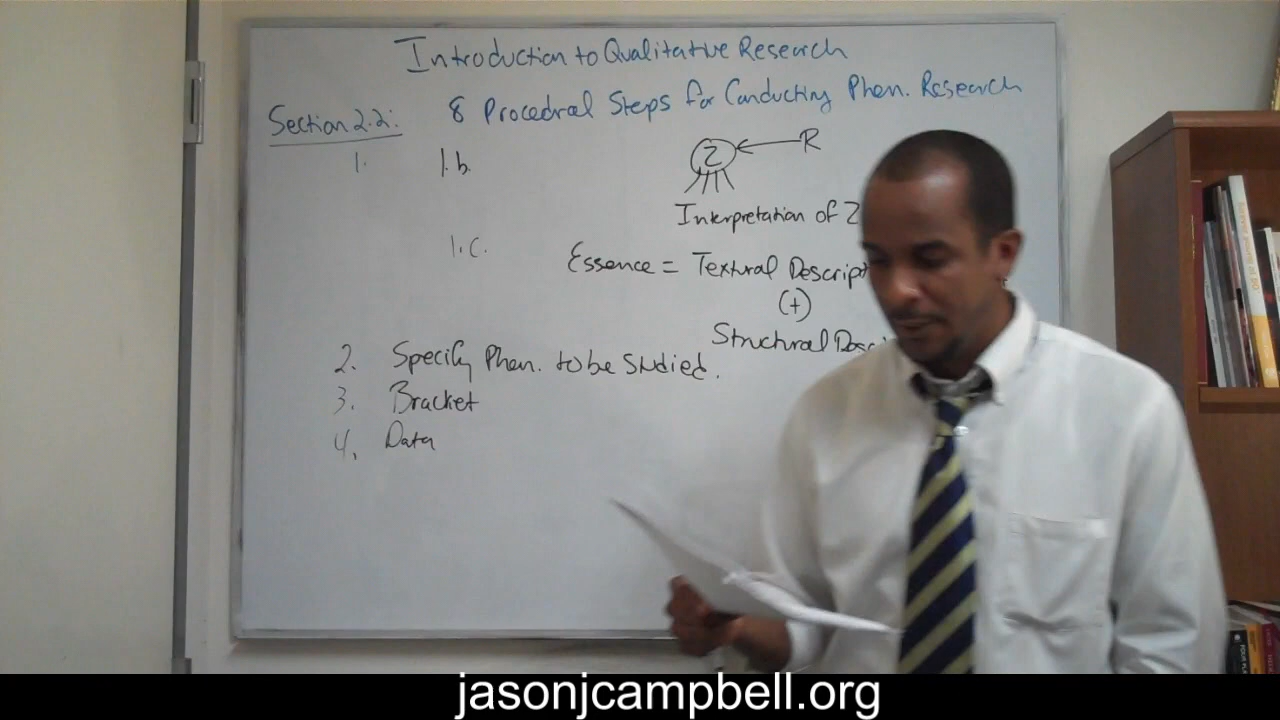 Introduction to Qualitative Research
Section 2.2: 8 Procedral Steps for Conducting Phen. Research
1. 1.b. Z R
Interpretation of Z
1.c. Essence = Textural Descript
(+)
Structural Desc
2. Specify Phen. to be Studied.
3. Bracket
4. Data
jasonjcampbell.org